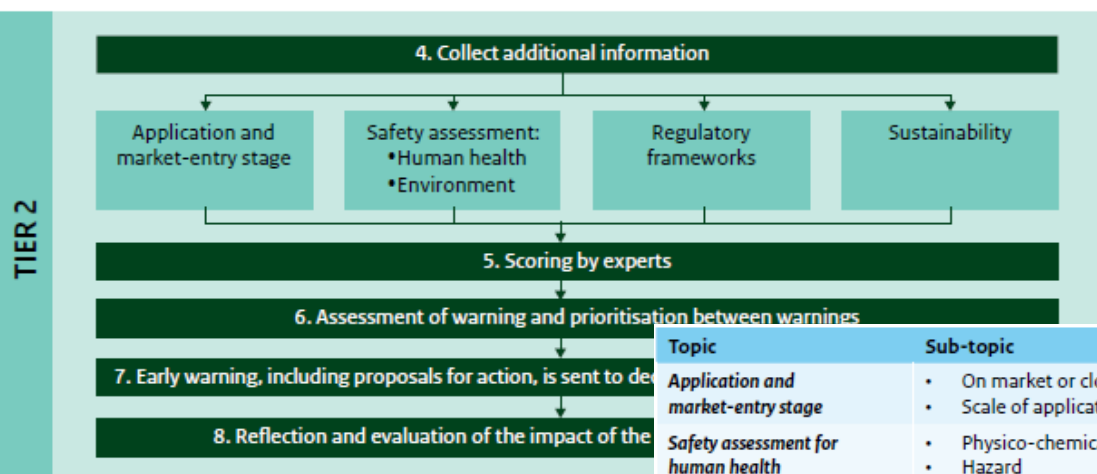 TIER 2
4. Collect additional information
Application and
market-entry stage
Safety assessment:
•Human health
•Environment
Regulatory
frameworks
Sustainability
5. Scoring by experts
6. Assessment of warning and prioritisation between warnings
7. Early warning, including proposals for action, is sent to
8. Reflection and evaluation of the impact of the
Topic Sub-topic
Application and • On market or
market-entry stage • Scale of
Safety assessment for •
human health • Hazard